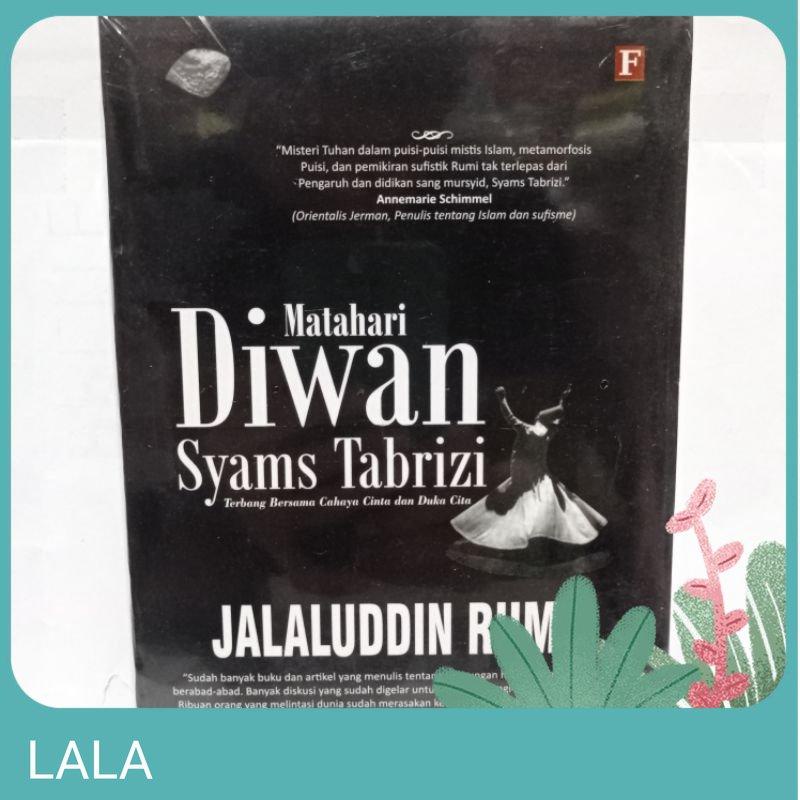 F
"Misteri Tuhan dalam puisi-puisi mistis Islam, metamorfosis
Puisi, dan pemikiran sufistik Rumi tak terlepas dari
Pengaruh dan didikan sang mursyid, Syams Tabrizi."
Annemarie Schimmel
(Orientalis Jerman, Penulis tentang Islam dan sufisme)
Matahari
Diwan
Syams Tabrizi
Terbang Bersama Cahaya Cinta dan Duka Cita
JALALUDDIN
"Sudah banyak buku dan artikel yang menulis
berabad-abad. Banyak diskusi yang sudah digelar
Ribuan orang yang melintasi dunia sudah merasakan
LALA